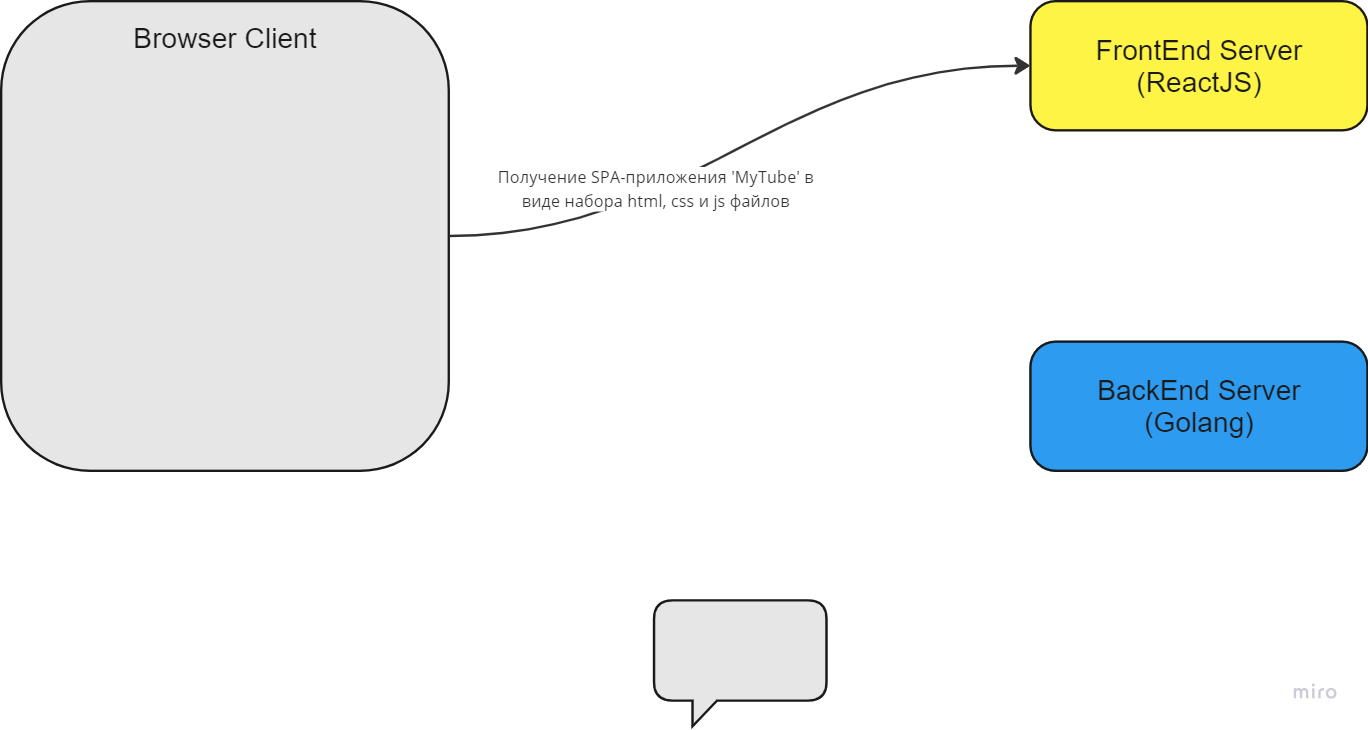 Browser Client
FrontEnd Server
(ReactJS)
Получение SPA-приложения 'MyTube' в
виде набора html, css и js файлов
BackEnd Server
(Golang)
miro